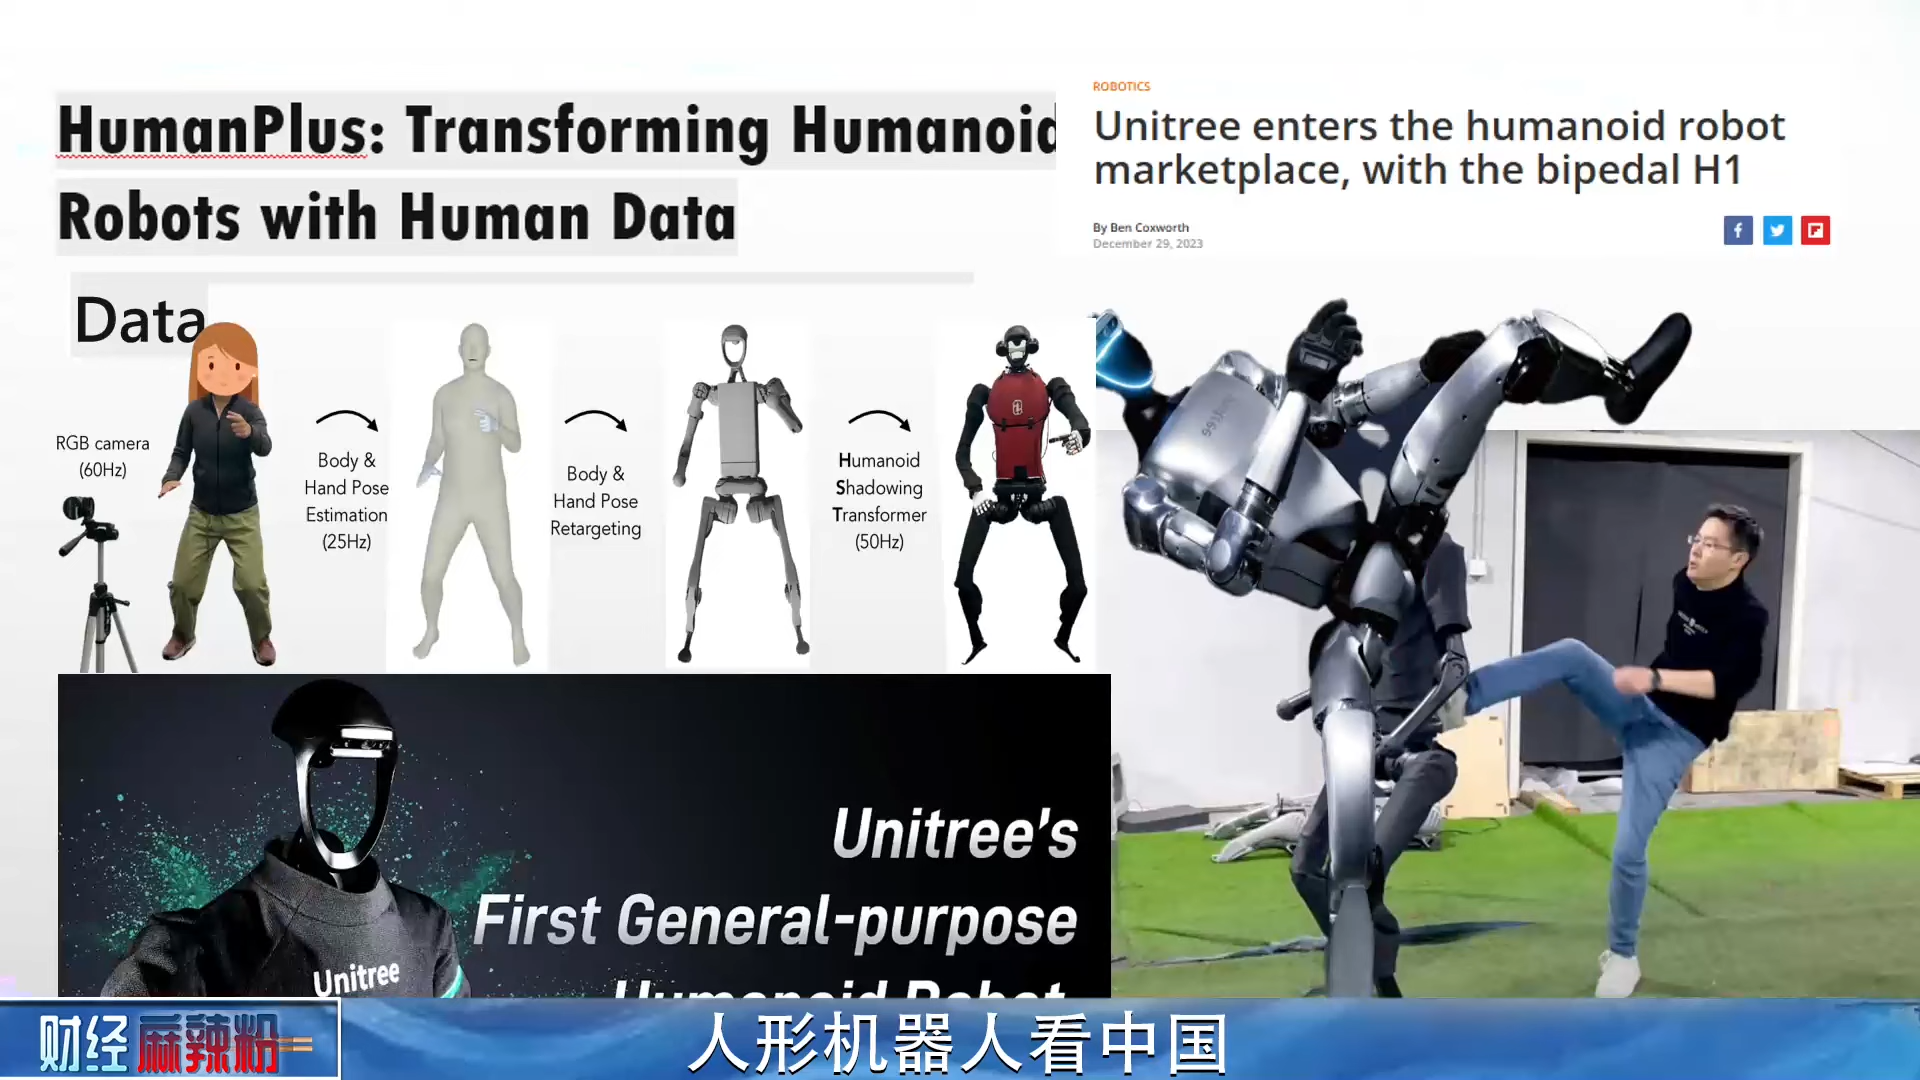 HumanPlus: Transforming Humanoid
Robots with Human Data
Data
RGB camera
(60Hz)
Body &
Hand Pose
Estimation
(25Hz)
Body &
Hand Pose
Retargeting
Humanoid
Shadowing
Transformer
(50Hz)
ROBOTICS
Unitree enters the humanoid robot
marketplace, with the bipedal H1
By Ben Coxworth
December 29, 2023
Unitree's
First General-purpose
Humanoid Robot
Unitree
财经麻辣粉
人形机器人看中国